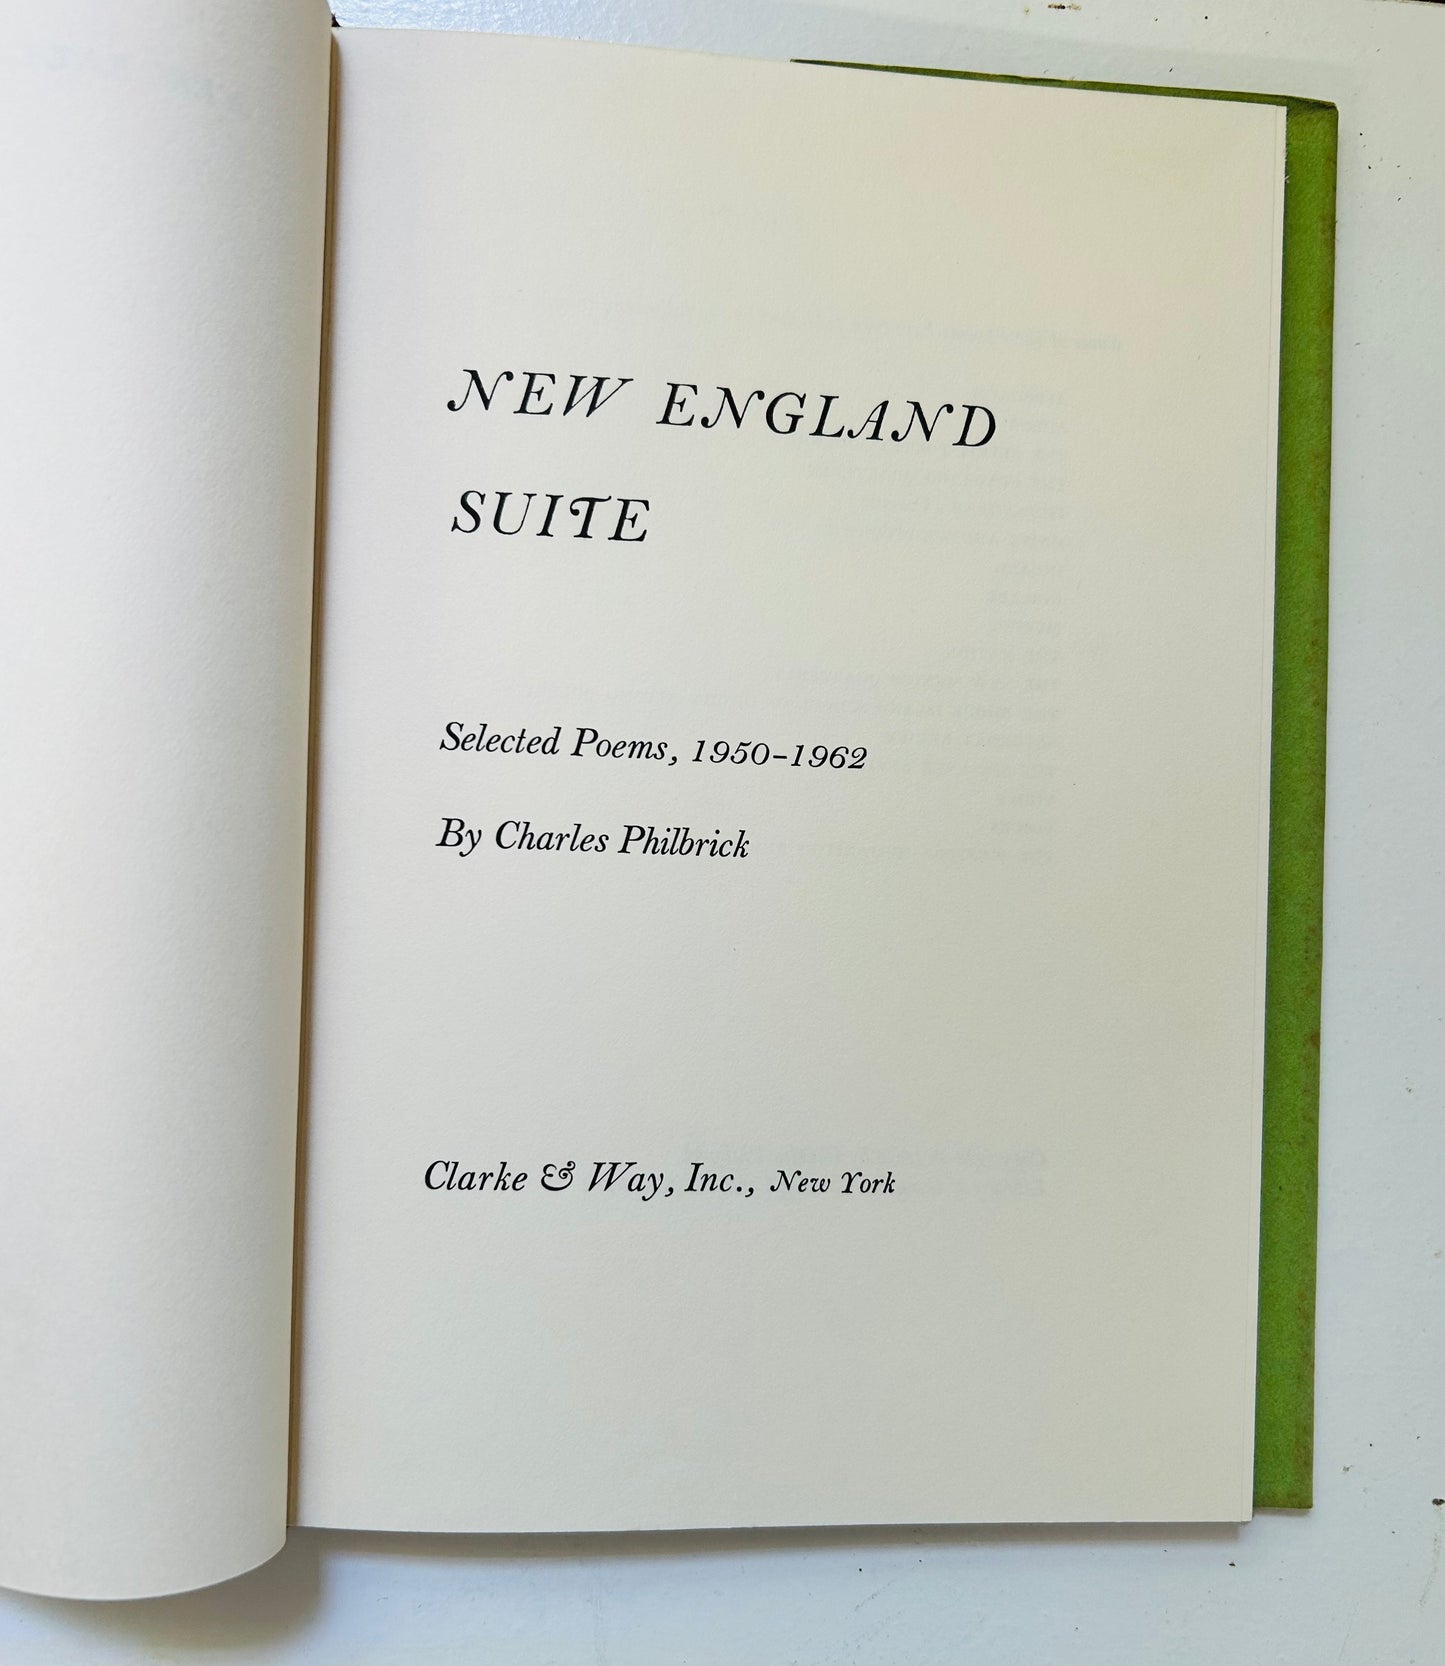 NEW ENGLAND
SUITE
Selected Poems, 1950–1962
By Charles Philbrick
Clarke & Way, Inc., New York